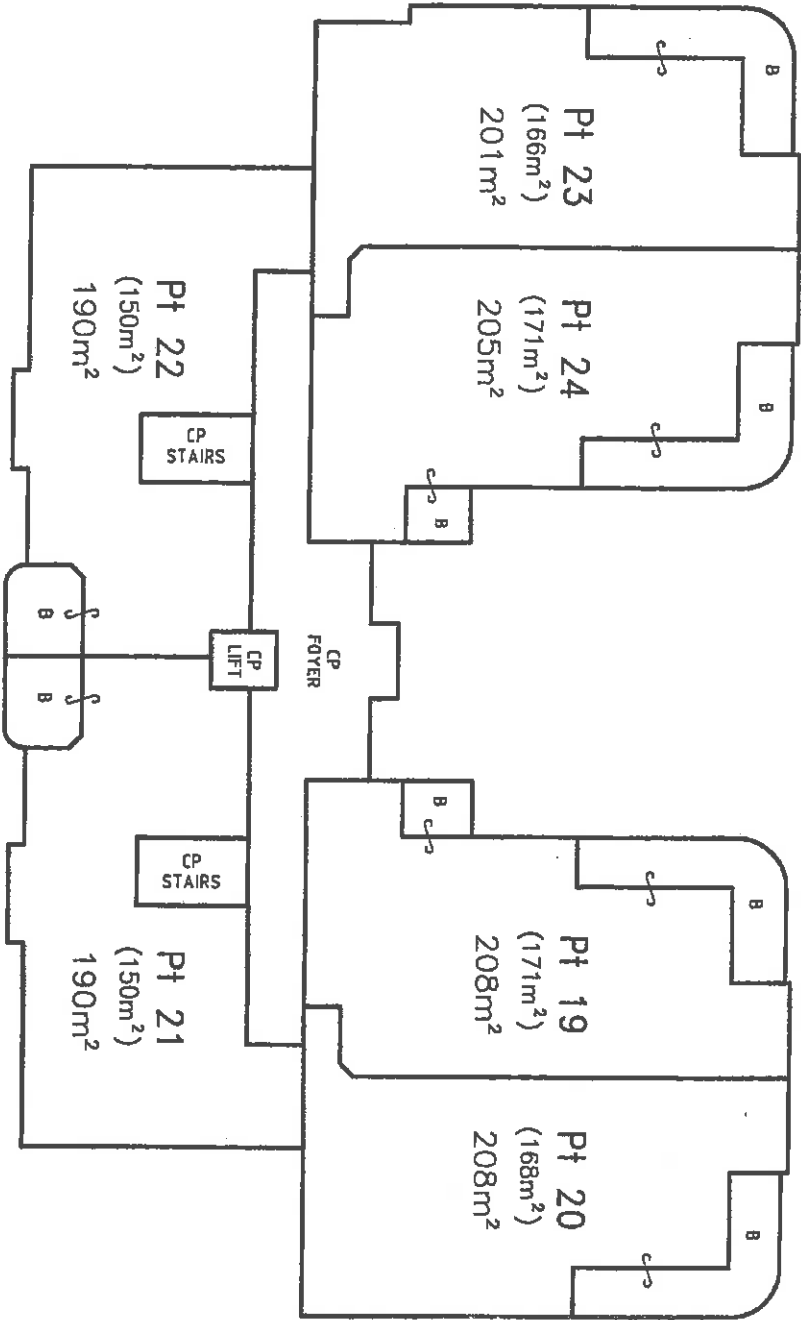 B
Pt 23
(166m²)
201m²
Pt 24
(171m²)
205m²
B
B
Pt 22
(150m²)
190m²
CP
STAIRS
CP
FOYER
CP
LIFT
B
B
CP
STAIRS
Pt 21
(150m²)
190m²
B
B
Pt 19
(171m²)
208m²
Pt 20
(168m²)
208m²
B